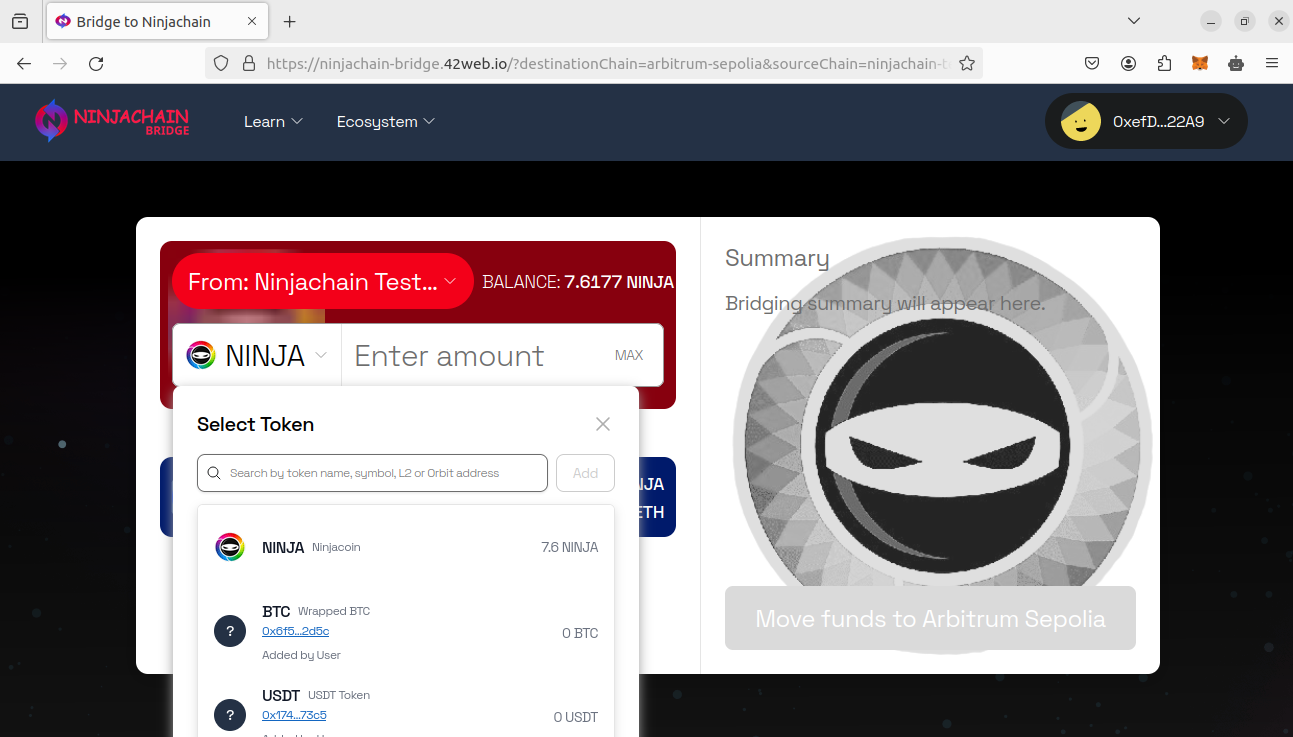 Bridge to Ninjachain
https://ninjachain-bridge.42web.io/?destinationChain=arbitrum-sepolia&sourceChain=ninjachain-t
NINJACHAIN
BRIDGE
Learn
Ecosystem
0xefD...22A9
From: Ninjachain Test...
BALANCE: 7.6177 NINJA
NINJA
Enter amount
MAX
Select Token
Search by token name, symbol, L2 or Orbit address
Add
NINJA Ninjacoin
7.6 NINJA
BTC Wrapped BTC
0x6f5...2d5c
0 BTC
Added by User
USDT USDT Token
0x174...73c5
0 USDT
ETH
Summary
Bridging summary will appear here.
Move funds to Arbitrum Sepolia